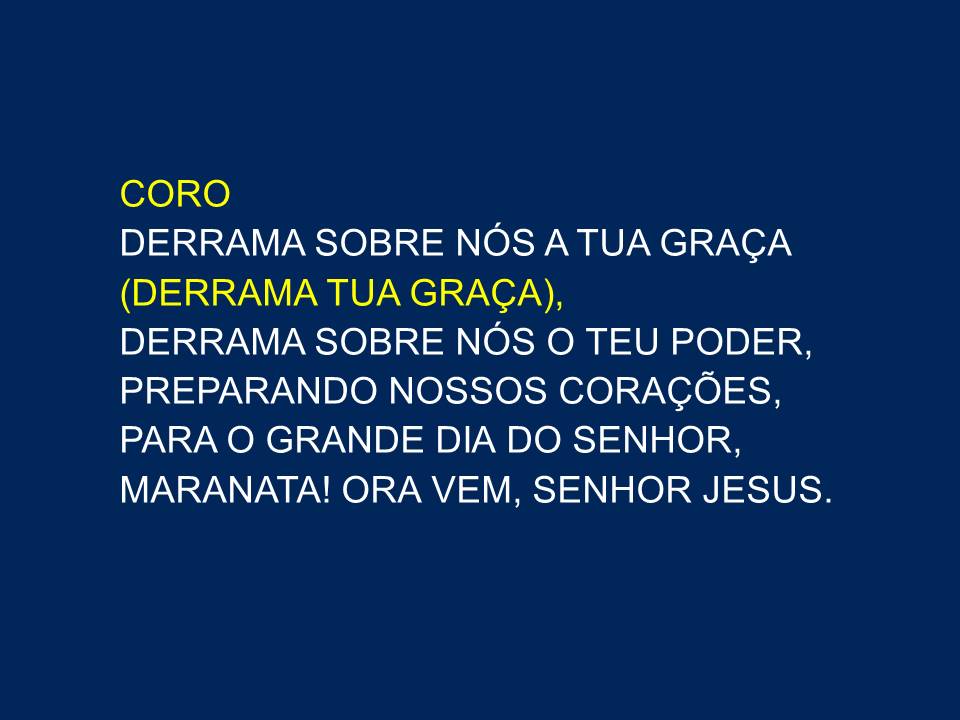 CORO
DERRAMA SOBRE NÓS A TUA GRAÇA
(DERRAMA TUA GRAÇA),
DERRAMA SOBRE NÓS O TEU PODER,
PREPARANDO NOSSOS CORAÇÕES,
PARA O GRANDE DIA DO SENHOR,
MARANATA! ORA VEM, SENHOR JESUS.